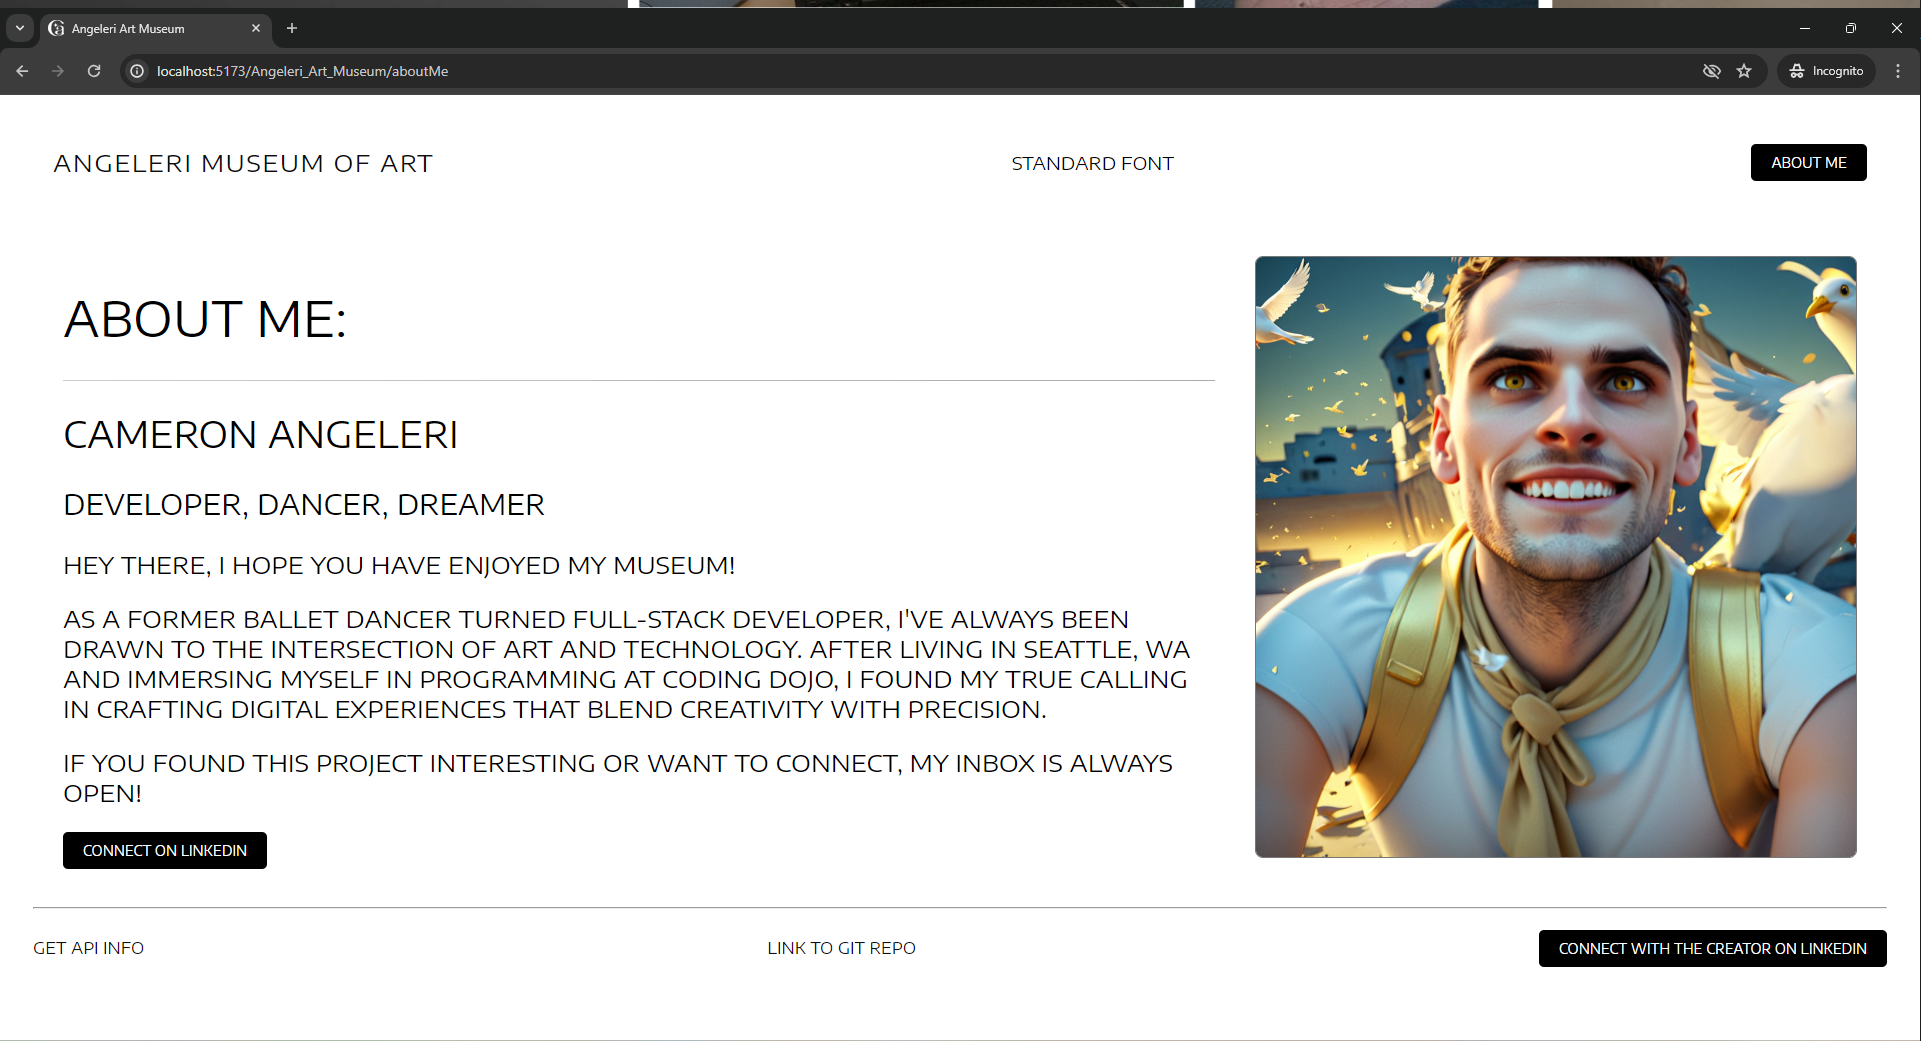 Angeleri Art Museum
localhost:5173/Angeleri_Art_Museum/aboutMe
Incognito
ANGELERI MUSEUM OF ART
STANDARD FONT
ABOUT ME
ABOUT ME:
CAMERON ANGELERI
DEVELOPER, DANCER, DREAMER
HEY THERE, I HOPE YOU HAVE ENJOYED MY MUSEUM!
AS A FORMER BALLET DANCER TURNED FULL-STACK DEVELOPER, I'VE ALWAYS BEEN
DRAWN TO THE INTERSECTION OF ART AND TECHNOLOGY. AFTER LIVING IN SEATTLE, WA
AND IMMERSING MYSELF IN PROGRAMMING AT CODING DOJO, I FOUND MY TRUE CALLING
IN CRAFTING DIGITAL EXPERIENCES THAT BLEND CREATIVITY WITH PRECISION.
IF YOU FOUND THIS PROJECT INTERESTING OR WANT TO CONNECT, MY INBOX IS ALWAYS
OPEN!
CONNECT ON LINKEDIN
GET API INFO
LINK TO GIT REPO
CONNECT WITH THE CREATOR ON LINKEDIN